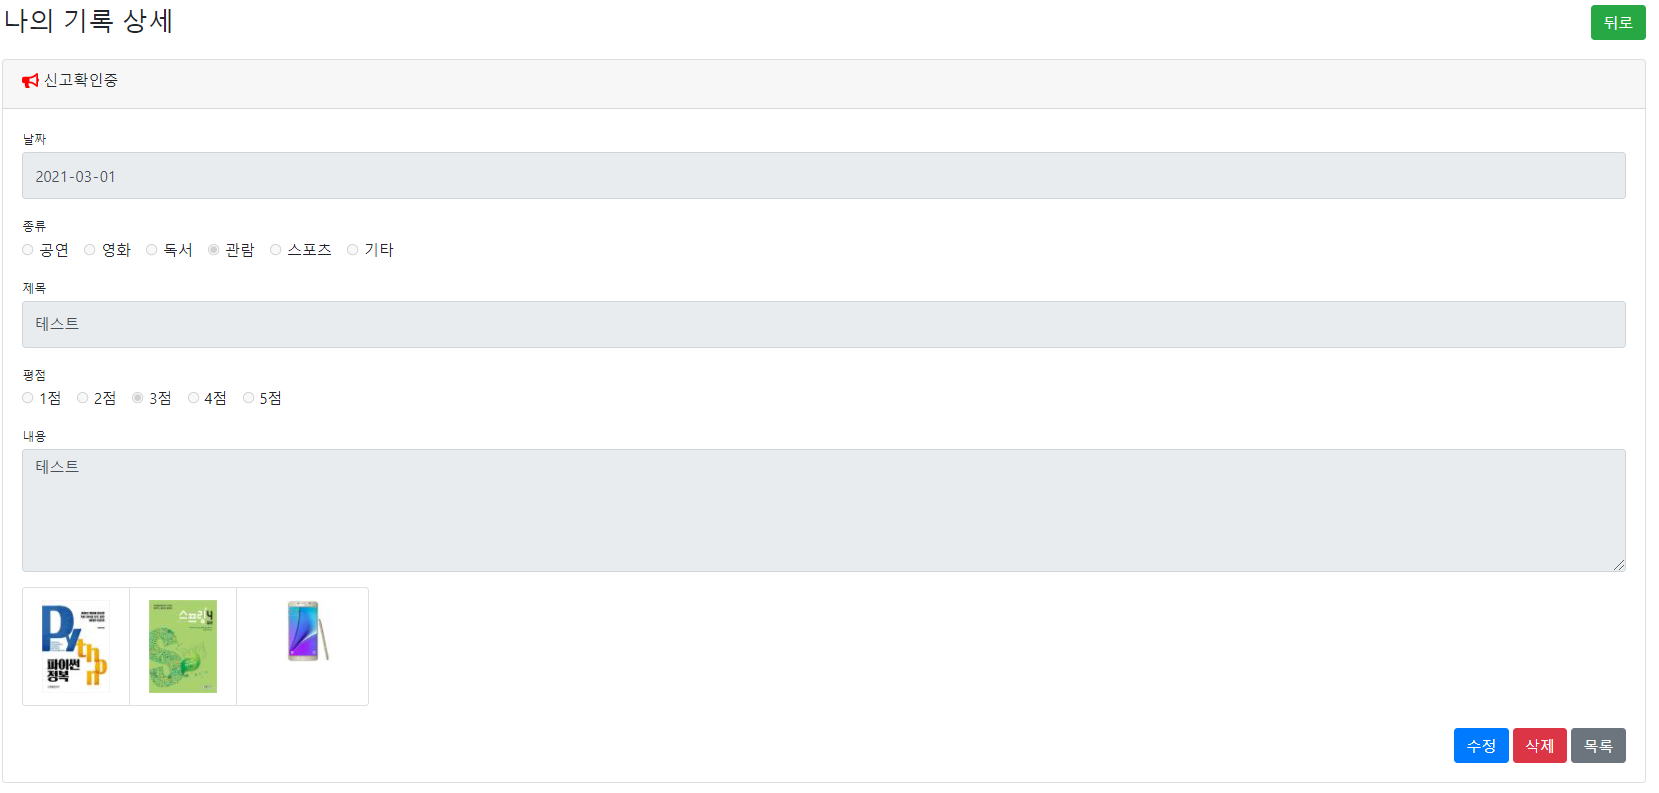 나의 기록 상세
뒤로
신고확인중
날짜
2021-03-01
종류
공연 영화 독서 관람 스포츠 기타
제목
테스트
평점
1점 2점 3점 4점 5점
내용
테스트
Python
파이썬
정복
스프링4
수정 삭제 목록